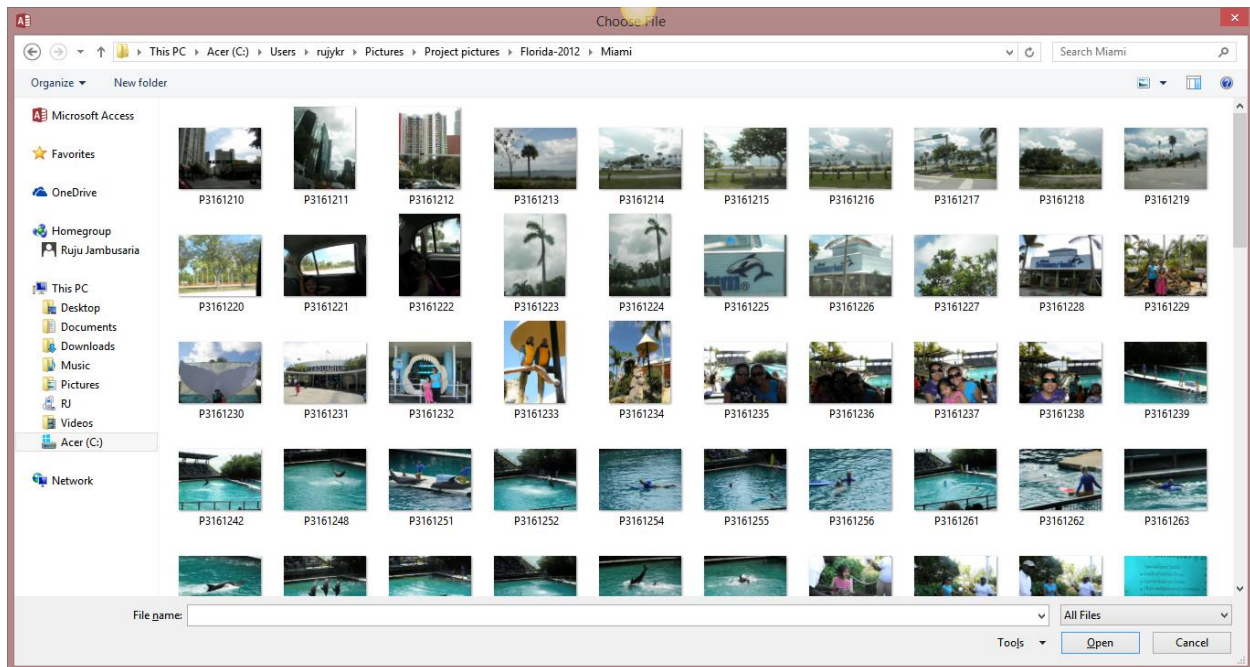 Choose File
This PC Acer (C:) Users rujykr Pictures Project pictures Florida-2012 Miami
Search Miami
Organize New folder
Microsoft Access
Favorites
OneDrive
Homegroup
Ruju Jambusaria
This PC
Desktop
Documents
Downloads
Music
Pictures
RJ
Videos
Acer (C:)
Network
P3161210 P3161211 P3161212 P3161213 P3161214 P3161215 P3161216 P3161217 P3161218 P3161219
P3161220 P3161221 P3161222 P3161223 P3161224 P3161225 P3161226 P3161227 P3161228 P3161229
P3161230 P3161231 P3161232 P3161233 P3161234 P3161235 P3161236 P3161237 P3161238 P3161239
P3161242 P3161248 P3161251 P3161252 P3161254 P3161255 P3161256 P3161261 P3161262 P3161263
File name:
All Files
Tools Open Cancel